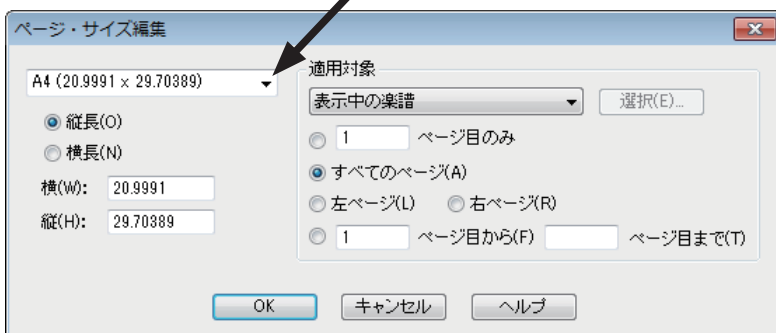 ページ・サイズ編集
A4 (20.9991 x 29.70389)
縦長(O)
横長(N)
横(W): 20.9991
縦(H): 29.70389
適用対象
表示中の楽譜 選択(E)...
1 ページ目のみ
すべてのページ(A)
左ページ(L) 右ページ(R)
1 ページ目から(F) ページ目まで(T)
OK キャンセル ヘルプ